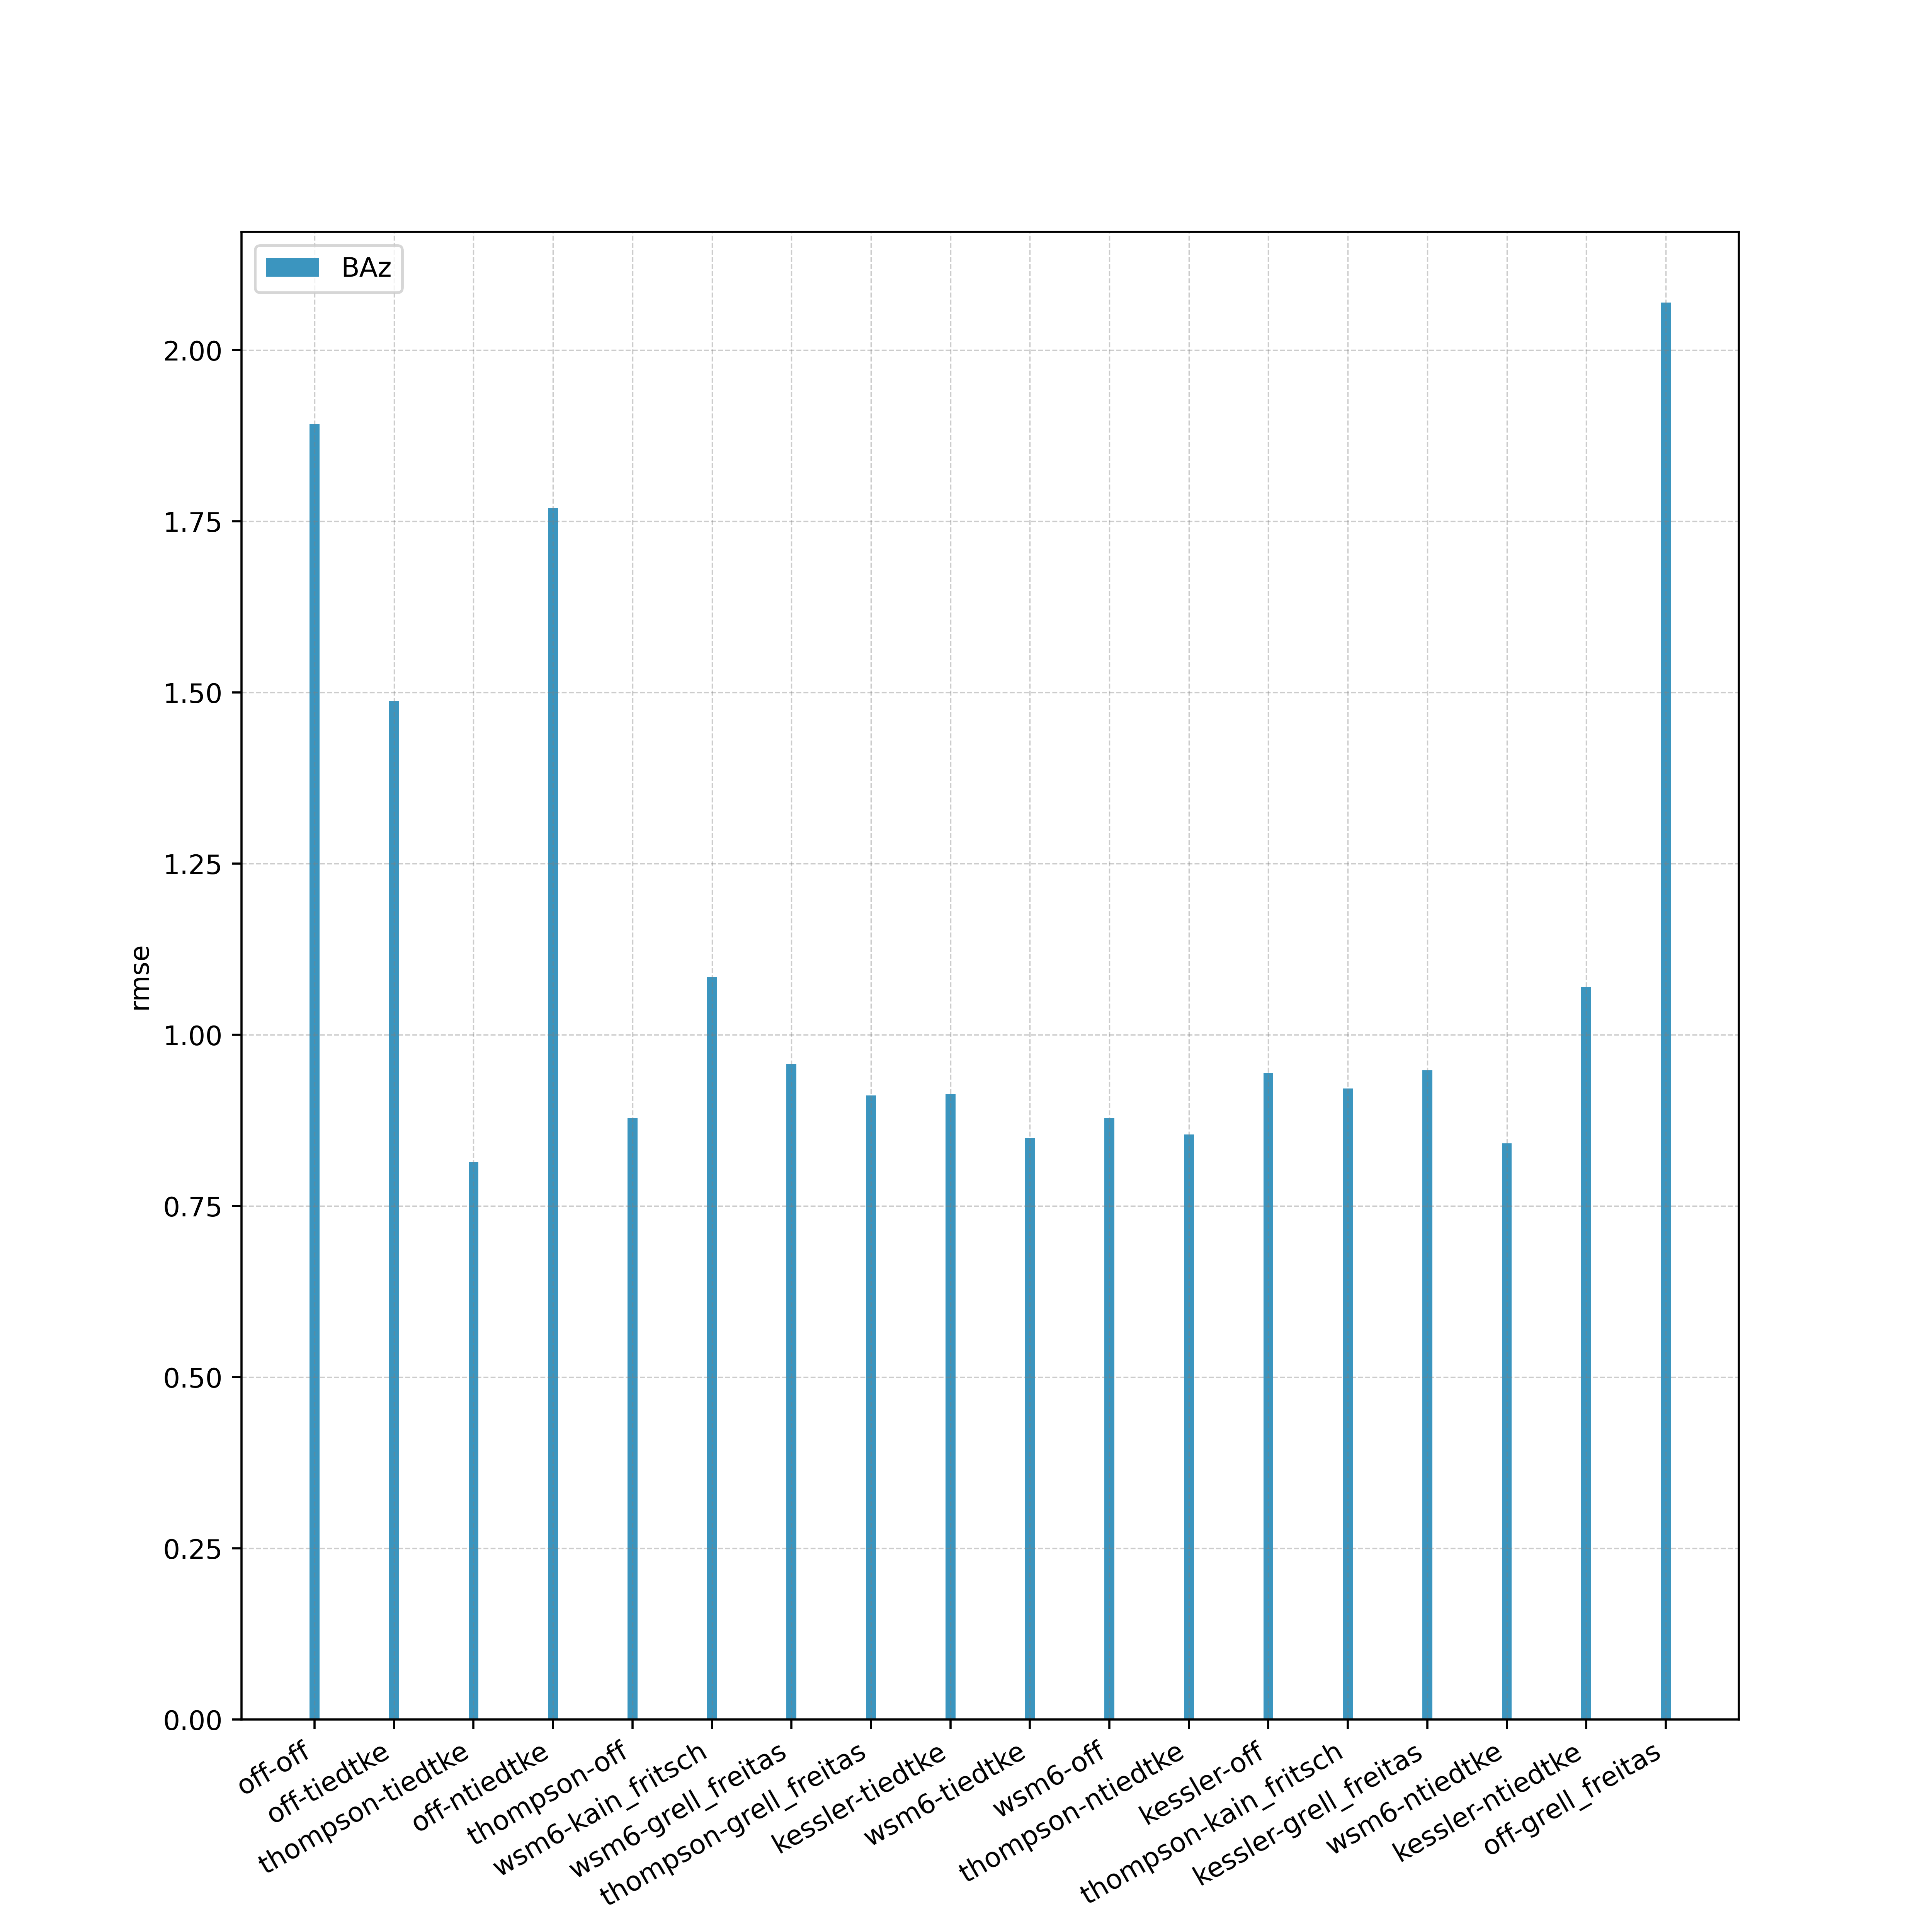 BAz
2.00
1.75
1.50
1.25
1.00
0.75
0.50
0.25
0.00
rmse
off-off
off-tiedtke
thompson-tiedtke
off-ntiedtke
thompson-off
wsm6-kain_fritsch
wsm6-grell_freitas
thompson-grell_freitas
kessler-tiedtke
wsm6-tiedtke
wsm6-off
thompson-ntiedtke
kessler-off
thompson-kain_fritsch
kessler-grell_freitas
wsm6-ntiedtke
kessler-ntiedtke
off-grell_freitas